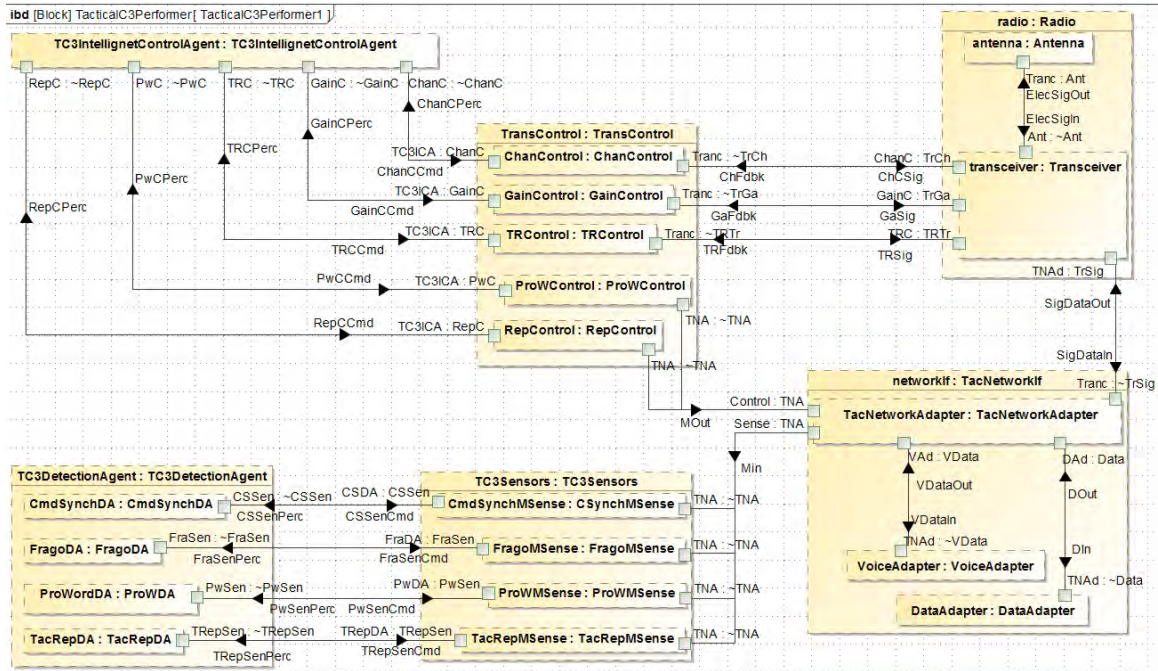 ibd [Block] TacticalC3Performer[ TacticalC3Performer1 ]
TC3IntellignetControlAgent : TC3IntellignetControlAgent
RepC : ~RepC
PwC : ~PwC
TRC : ~TRC
GainC : ~GainC
ChanC : ~ChanC
ChanCPerc
GainCPerc
TRCPerc
PwCPerc
RepCPerc
radio : Radio
antenna : Antenna
Tranc : Ant
ElecSigOut
ElecSigIn
Ant : ~Ant
transceiver : Transceiver
TransControl : TransControl
TC3ICA : ChanC
ChanCCmd
ChanControl : ChanControl
Tranc : ~TrCh
ChFdbk
ChanC : TrCh
ChCSig
TC3ICA : GainC
GainCCmd
GainControl : GainControl
Tranc : ~TrGa
GaFdbk
GainC : TrGa
GaSig
TC3ICA : TRC
TRCCmd
TRControl : TRControl
Tranc : ~TRTr
TRFdbk
TRC : TRTr
TRSig
PwCCmd
TC3ICA : PwC
ProWControl : ProWControl
TNA : ~TNA
RepCCmd
TC3ICA : RepC
RepControl : RepControl
TNA : ~TNA
TNAd : TrSig
SigDataOut
SigDataIn
networkIf : TacNetworkIf
Tranc : ~TrSig
Control : TNA
MOut
Sense : TNA
Min
TacNetworkAdapter : TacNetworkAdapter
VAd : VData
VDataOut
VDataIn
TNAd : ~VData
VoiceAdapter : VoiceAdapter
DAd : Data
DOut
DIn
TNAd : ~Data
DataAdapter : DataAdapter
TC3DetectionAgent : TC3DetectionAgent
TC3Sensors : TC3Sensors
CmdSynchDA : CmdSynchDA
CSSen : ~CSSen
CSSenPerc
CSDA : CSSen
CSSenCmd
CmdSynchMSense : CSynchMSense
TNA : ~TNA
FragoDA : FragoDA
FraSen : ~FraSen
FraSenPerc
FraDA : FraSen
FraSenCmd
FragoMSense : FragoMSense
TNA : ~TNA
ProWordDA : ProWDA
PwSen : ~PwSen
PwSenPerc
PwDA : PwSen
PwSenCmd
ProWMSense : ProWMSense
TNA : ~TNA
TacRepDA : TacRepDA
TRepSen : ~TRepSen
TRepSenPerc
TRepDA : TRepSen
TRepSenCmd
TacRepMSense : TacRepMSense
TNA : ~TNA